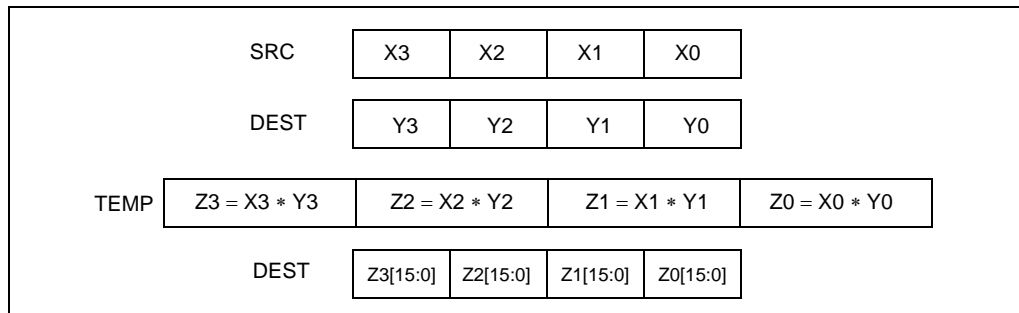 SRC X3 X2 X1 X0
DEST Y3 Y2 Y1 Y0
TEMP Z3 = X3 ∗ Y3 Z2 = X2 ∗ Y2 Z1 = X1 ∗ Y1 Z0 = X0 ∗ Y0
DEST Z3[15:0] Z2[15:0] Z1[15:0] Z0[15:0]